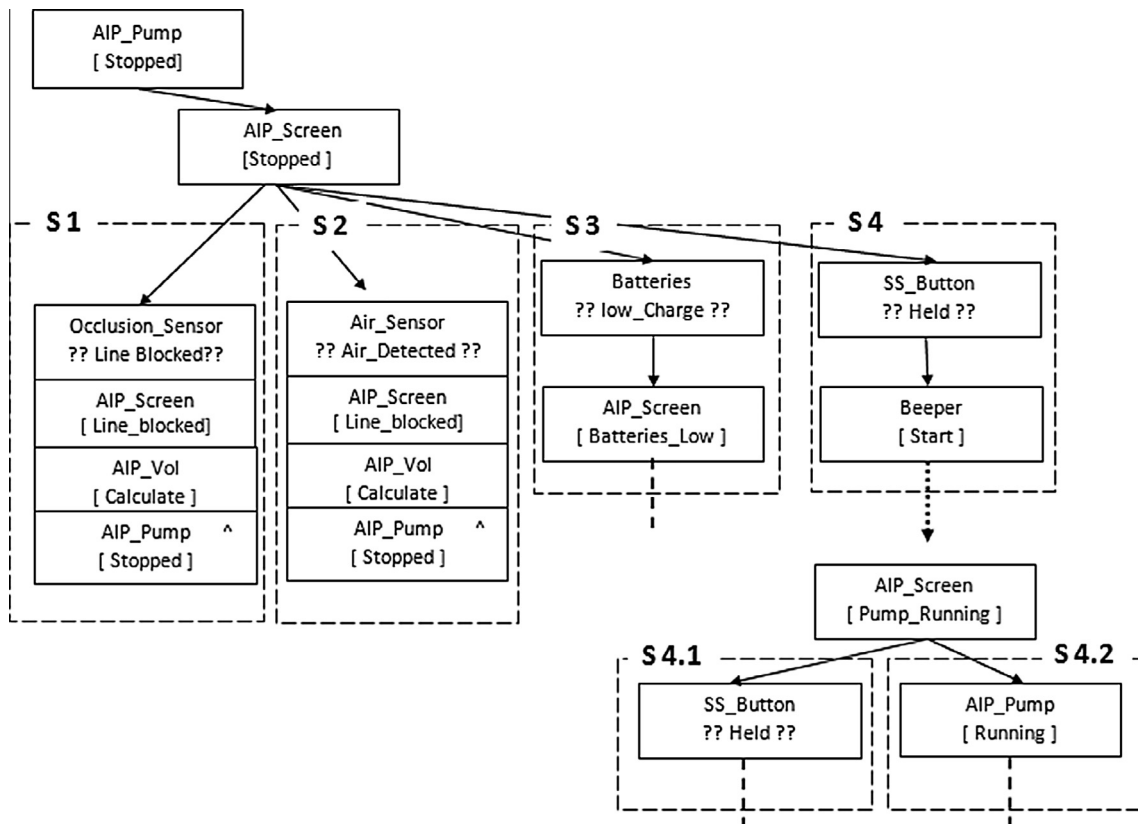 AIP_Pump
[ Stopped]
AIP_Screen
[Stopped ]
S 1
Occlusion_Sensor
?? Line Blocked??
AIP_Screen
[ Line_blocked]
AIP_Vol
[ Calculate ]
AIP_Pump ^
[ Stopped ]
S 2
Air_Sensor
?? Air_Detected ??
AIP_Screen
[ Line_blocked]
AIP_Vol
[ Calculate ]
AIP_Pump ^
[ Stopped ]
S 3
Batteries
?? low_Charge ??
AIP_Screen
[ Batteries_Low ]
S 4
SS_Button
?? Held ??
Beeper
[ Start ]
AIP_Screen
[ Pump_Running ]
S 4.1
SS_Button
?? Held ??
S 4.2
AIP_Pump
[ Running ]